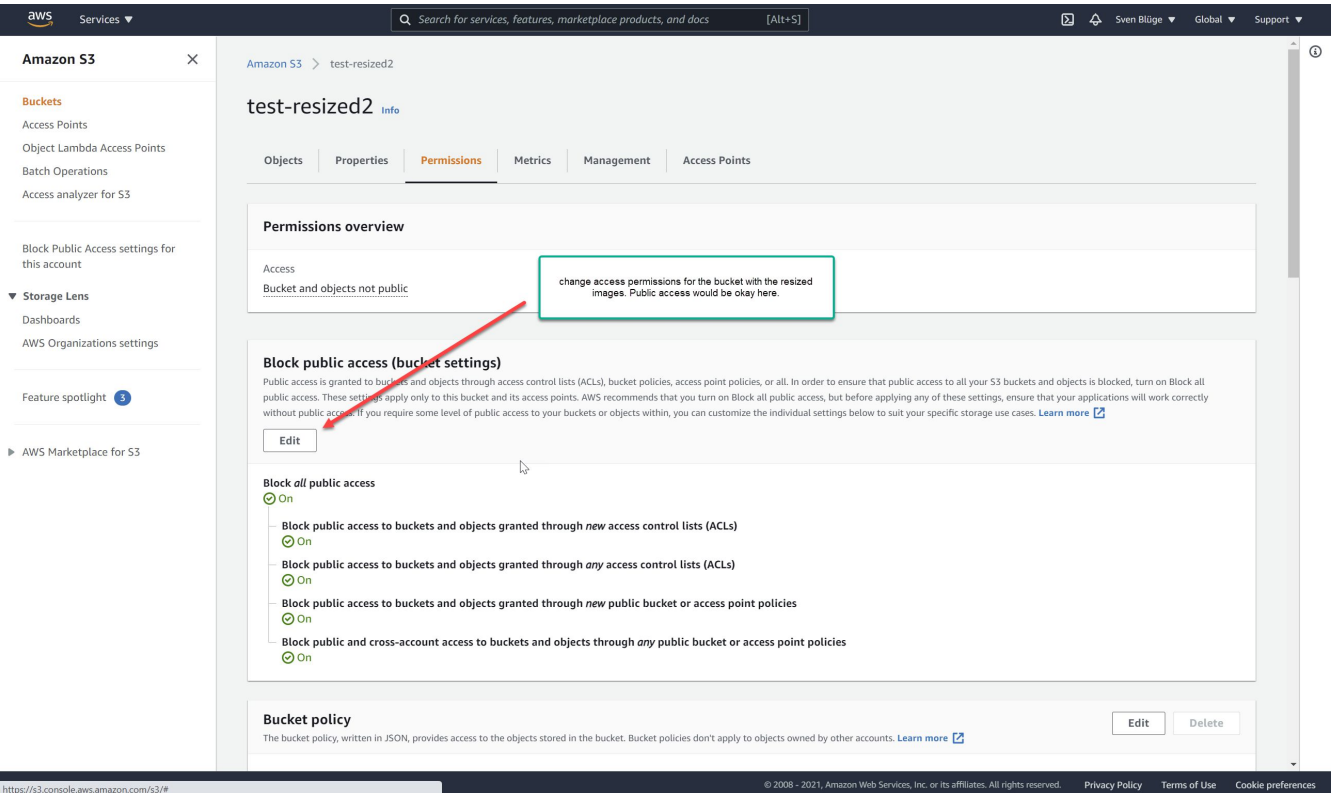 aws
Services ▼
Search for services, features, marketplace products, and docs [Alt+S]
Sven Blüge ▼
Global ▼
Support ▼
Amazon S3
Buckets
Access Points
Object Lambda Access Points
Batch Operations
Access analyzer for S3
Block Public Access settings for
this account
Storage Lens
Dashboards
AWS Organizations settings
Feature spotlight 3
AWS Marketplace for S3
Amazon S3 > test-resized2
test-resized2 Info
Objects
Properties
Permissions
Metrics
Management
Access Points
Permissions overview
Access
Bucket and objects not public
change access permissions for the bucket with the resized
images. Public access would be okay here.
Block public access (bucket settings)
Public access is granted to buckets and objects through access control lists (ACLs), bucket policies, access point policies, or all. In order to ensure that public access to all your S3 buckets and objects is blocked, turn on Block all
public access. These settings apply only to this bucket and its access points. AWS recommends that you turn on Block all public access, but before applying any of these settings, ensure that your applications will work correctly
without public access. If you require some level of public access to your buckets or objects within, you can customize the individual settings below to suit your specific storage use cases. Learn more
Edit
Block all public access
On
Block public access to buckets and objects granted through new access control lists (ACLs)
On
Block public access to buckets and objects granted through any access control lists (ACLs)
On
Block public access to buckets and objects granted through new public bucket or access point policies
On
Block public and cross-account access to buckets and objects through any public bucket or access point policies
On
Bucket policy
The bucket policy, written in JSON, provides access to the objects stored in the bucket. Bucket policies don't apply to objects owned by other accounts. Learn more
Edit
Delete
https://s3.console.aws.amazon.com/s3/#
© 2008 - 2021, Amazon Web Services, Inc. or its affiliates. All rights reserved.
Privacy Policy
Terms of Use
Cookie preferences